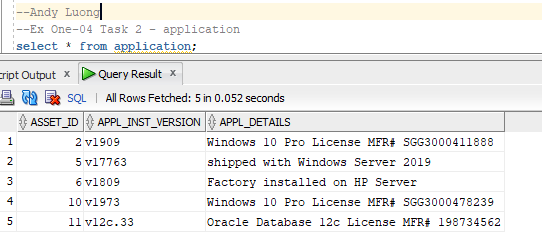 --Andy Luong
--Ex One-04 Task 2 - application
select * from application;
cript Output x Query Result x
SQL | All Rows Fetched: 5 in 0.052 seconds
ASSET_ID APPL_INST_VERSION APPL_DETAILS
1 2 v1909 Windows 10 Pro License MFR# SGG3000411888
2 5 v17763 shipped with Windows Server 2019
3 6 v1809 Factory installed on HP Server
4 10 v1973 Windows 10 Pro License MFR# SGG3000478239
5 11 v12c.33 Oracle Database 12c License MFR# 198734562